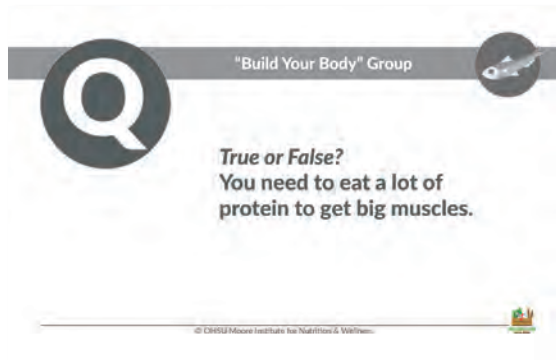 "Build Your Body" Group
Q
True or False?
You need to eat a lot of
protein to get big muscles.
© OHSU Moore Institute for Nutrition & Wellness.